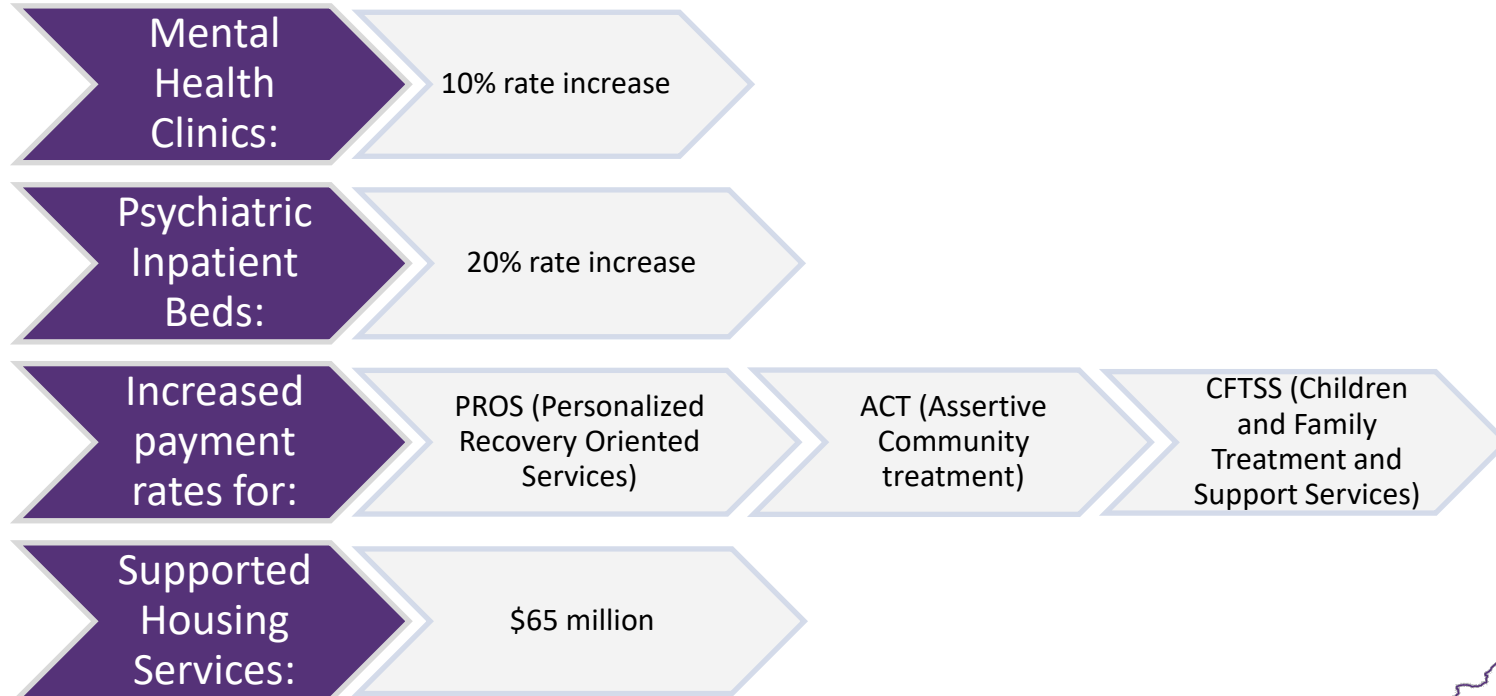 Mental
Health
Clinics:
10% rate increase
Psychiatric
Inpatient
Beds:
20% rate increase
Increased
payment
rates for:
PROS (Personalized
Recovery Oriented
Services)
ACT (Assertive
Community
treatment)
CFTSS (Children
and Family
Treatment and
Support Services)
Supported
Housing
Services:
$65 million